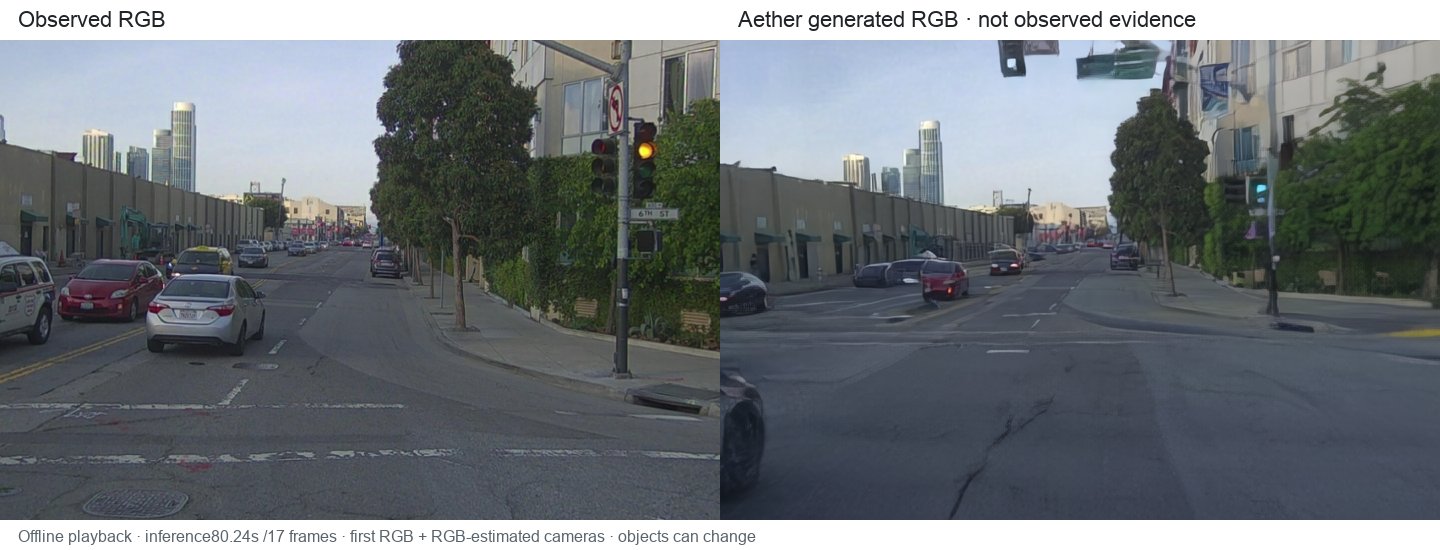 Observed RGB
Aether generated RGB · not observed evidence
6TH ST
Offline playback · inference80.24s /17 frames · first RGB + RGB-estimated cameras · objects can change